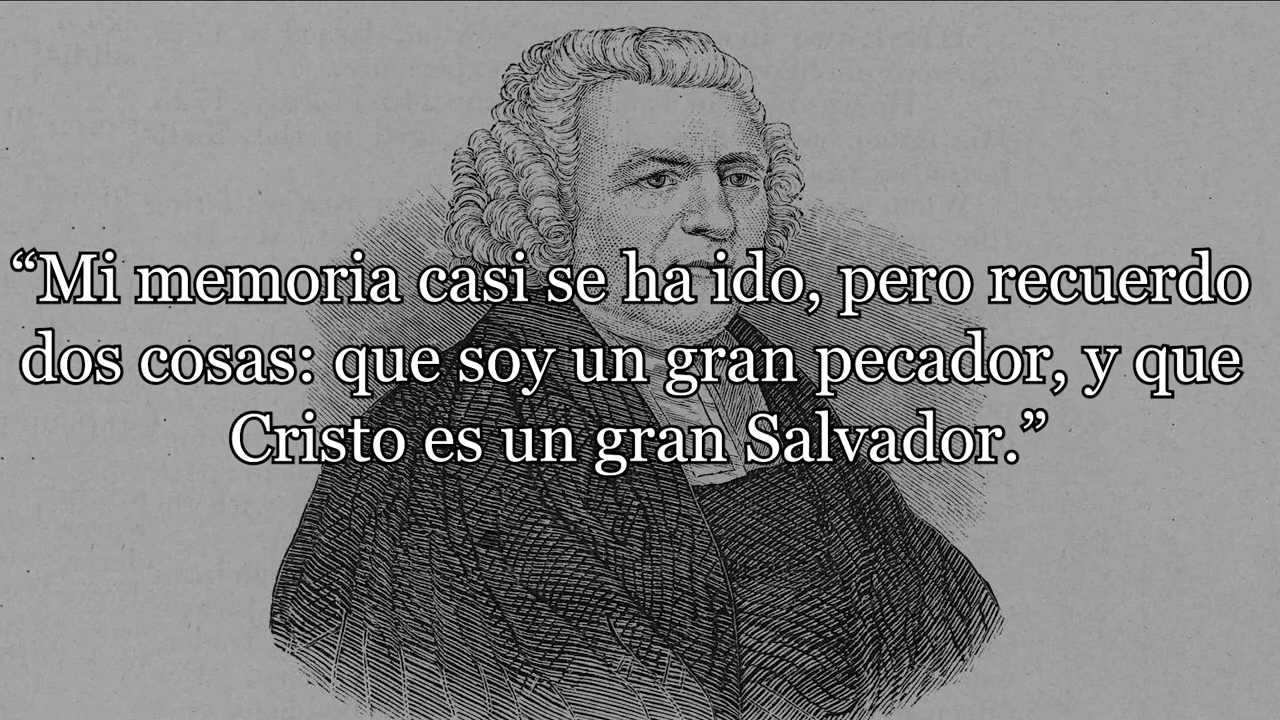 “Mi memoria casi se ha ido, pero recuerdo
dos cosas: que soy un gran pecador, y que
Cristo es un gran Salvador.”